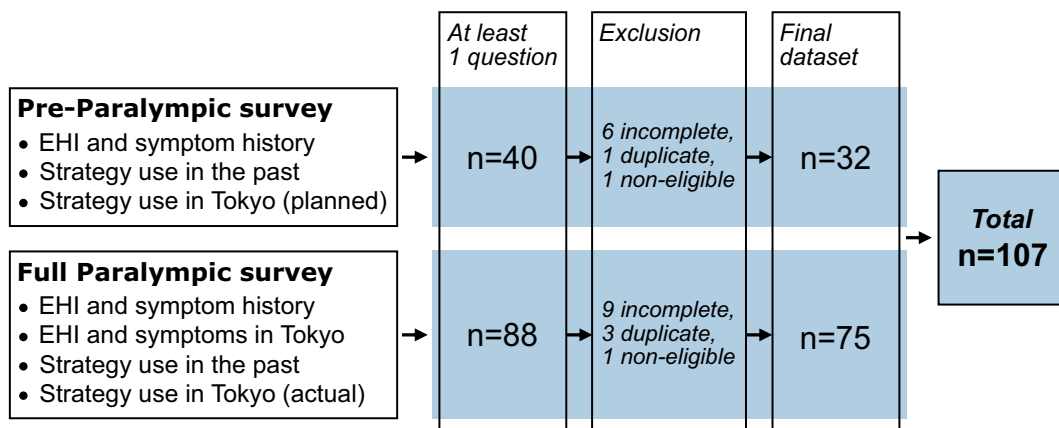 At least
1 question
Exclusion
Final
dataset
Pre-Paralympic survey
• EHI and symptom history
• Strategy use in the past
• Strategy use in Tokyo (planned)
n=40
6 incomplete,
1 duplicate,
1 non-eligible
n=32
Full Paralympic survey
• EHI and symptom history
• EHI and symptoms in Tokyo
• Strategy use in the past
• Strategy use in Tokyo (actual)
n=88
9 incomplete,
3 duplicate,
1 non-eligible
n=75
Total
n=107